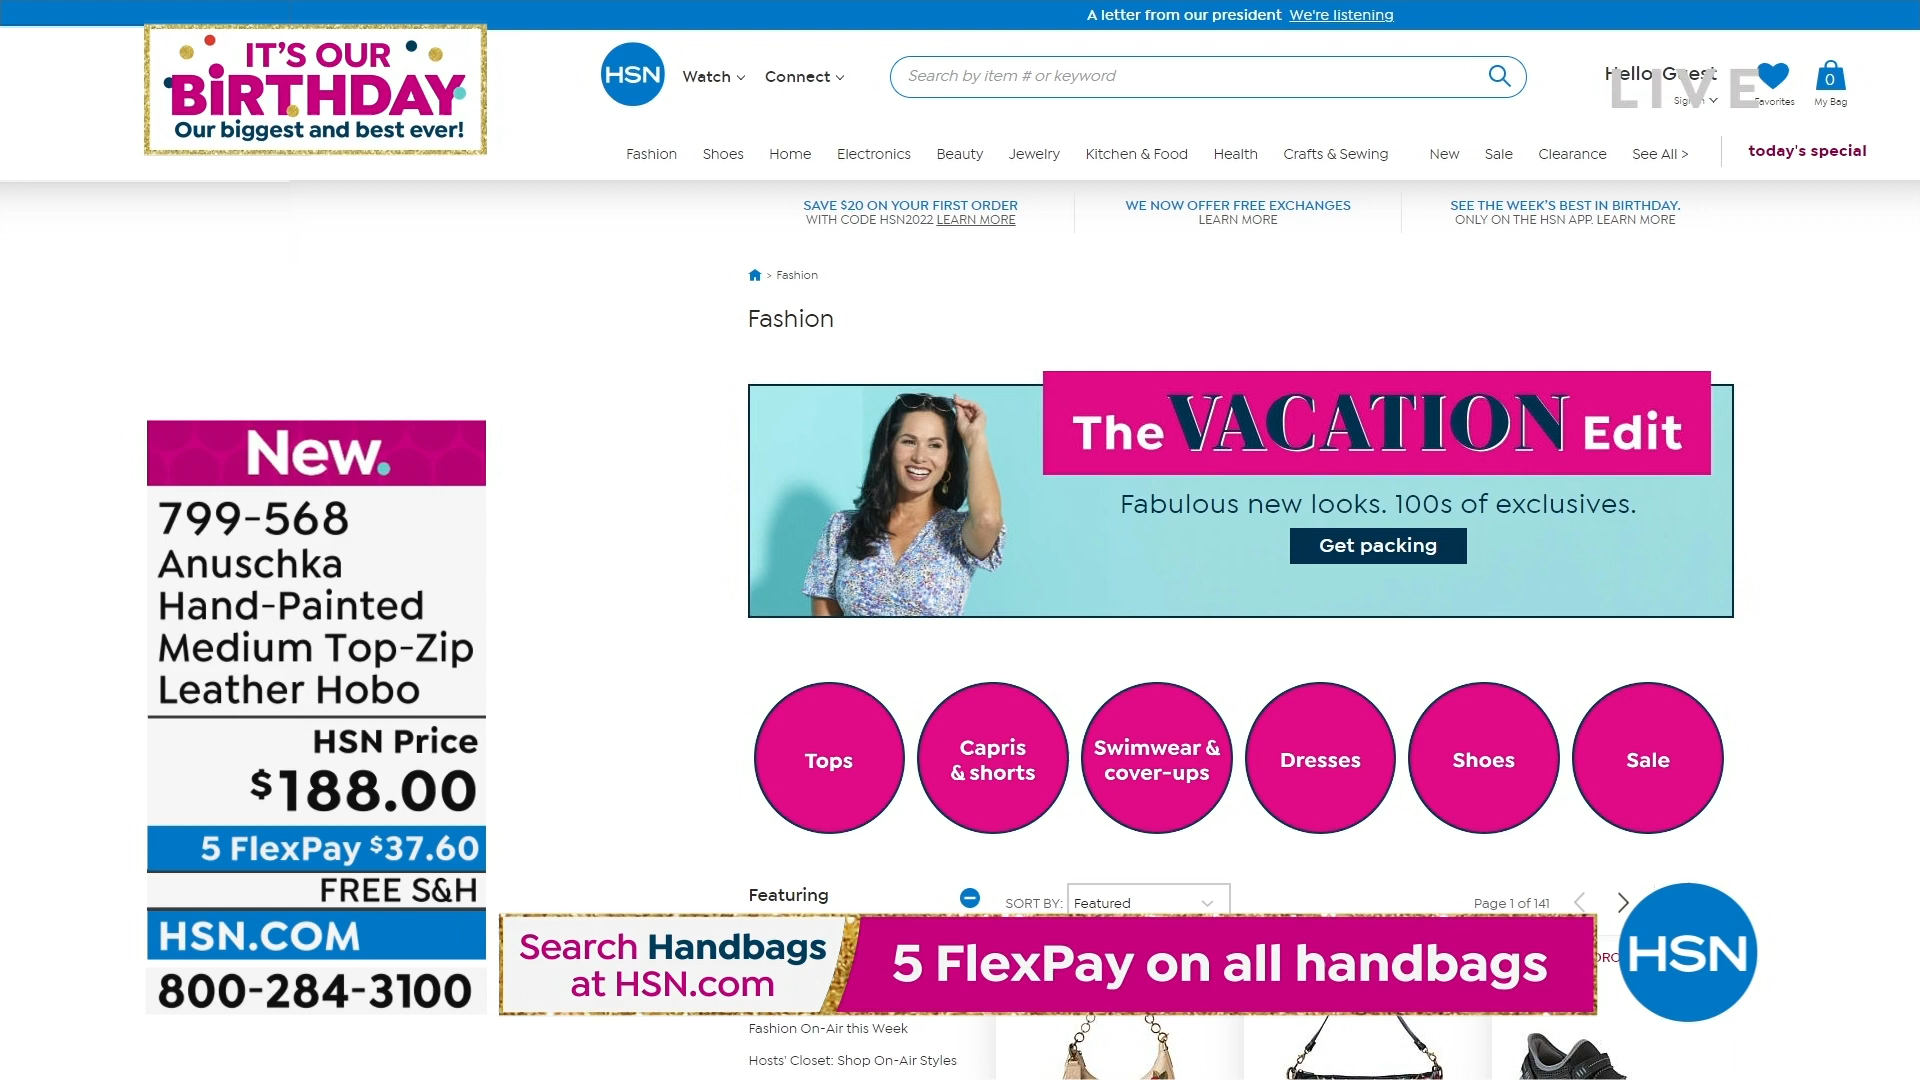 A letter from our president We're listening
IT'S OUR
BIRTHDAY
Our biggest and best ever!
HSN
Watch
Connect
Search by item # or keyword
Hello, Guest
LIVE
Favorites
0
My Bag
Fashion Shoes Home Electronics Beauty Jewelry Kitchen & Food Health Crafts & Sewing New Sale Clearance See All > today's special
SAVE $20 ON YOUR FIRST ORDER
WITH CODE HSN2022 LEARN MORE
WE NOW OFFER FREE EXCHANGES
LEARN MORE
SEE THE WEEK'S BEST IN BIRTHDAY.
ONLY ON THE HSN APP. LEARN MORE
> Fashion
Fashion
The VACATION Edit
Fabulous new looks. 100s of exclusives.
Get packing
New.
799-568
Anuschka
Hand-Painted
Medium Top-Zip
Leather Hobo
HSN Price
$188.00
5 FlexPay $37.60
FREE S&H
HSN.COM
800-284-3100
Tops
Capris
& shorts
Swimwear &
cover-ups
Dresses
Shoes
Sale
Featuring
SORT BY: Featured
Page 1 of 141
Search Handbags
at HSN.com
5 FlexPay on all handbags
HSN
Fashion On-Air this Week
Hosts' Closet: Shop On-Air Styles